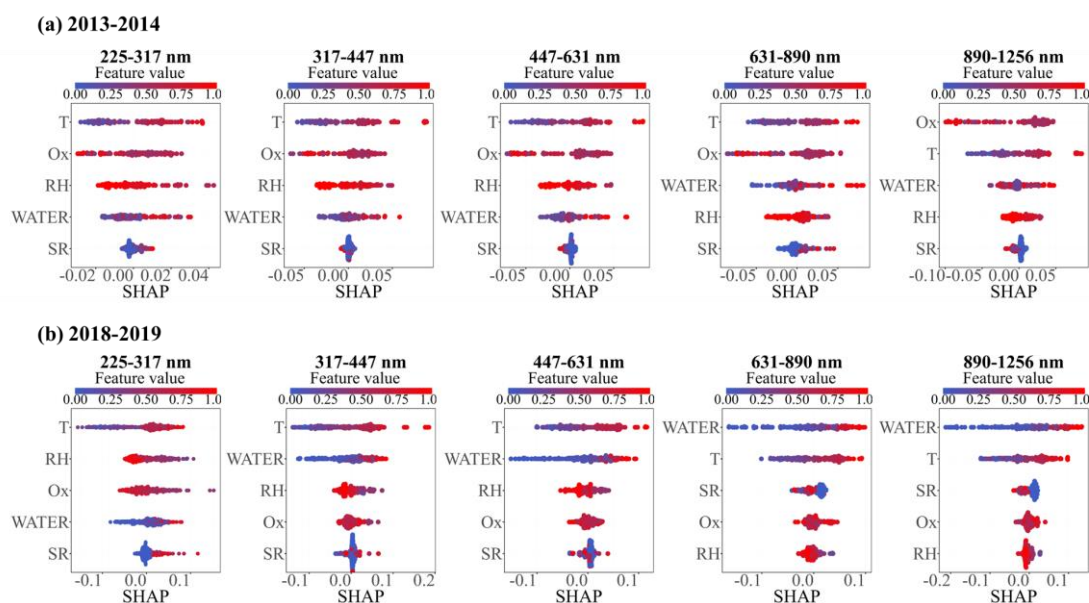 (a) 2013-2014
225-317 nm 317-447 nm 447-631 nm 631-890 nm 890-1256 nm
Feature value Feature value Feature value Feature value Feature value
0.00 0.25 0.50 0.75 1.0 0.00 0.25 0.50 0.75 1.0 0.00 0.25 0.50 0.75 1.0 0.00 0.25 0.50 0.75 1.0 0.00 0.25 0.50 0.75 1.0
T T T T Ox
Ox Ox Ox Ox T
RH RH RH WATER WATER
WATER WATER WATER RH RH
SR SR SR SR SR
-0.02 0.00 0.02 0.04 -0.05 0.00 0.05 -0.05 0.00 0.05 -0.05 0.00 0.05 -0.10 -0.05 0.00 0.05
SHAP SHAP SHAP SHAP SHAP
(b) 2018-2019
225-317 nm 317-447 nm 447-631 nm 631-890 nm 890-1256 nm
Feature value Feature value Feature value Feature value Feature value
0.00 0.25 0.50 0.75 1.0 0.00 0.25 0.50 0.75 1.0 0.00 0.25 0.50 0.75 1.0 0.00 0.25 0.50 0.75 1.0 0.00 0.25 0.50 0.75 1.0
T T T WATER WATER
RH WATER WATER T T
Ox RH RH SR SR
WATER Ox Ox Ox Ox
SR SR SR RH RH
-0.1 0.0 0.1 -0.1 0.0 0.1 0.2 -0.1 0.0 0.1 -0.1 0.0 0.1 -0.2 -0.1 0.0 0.1
SHAP SHAP SHAP SHAP SHAP